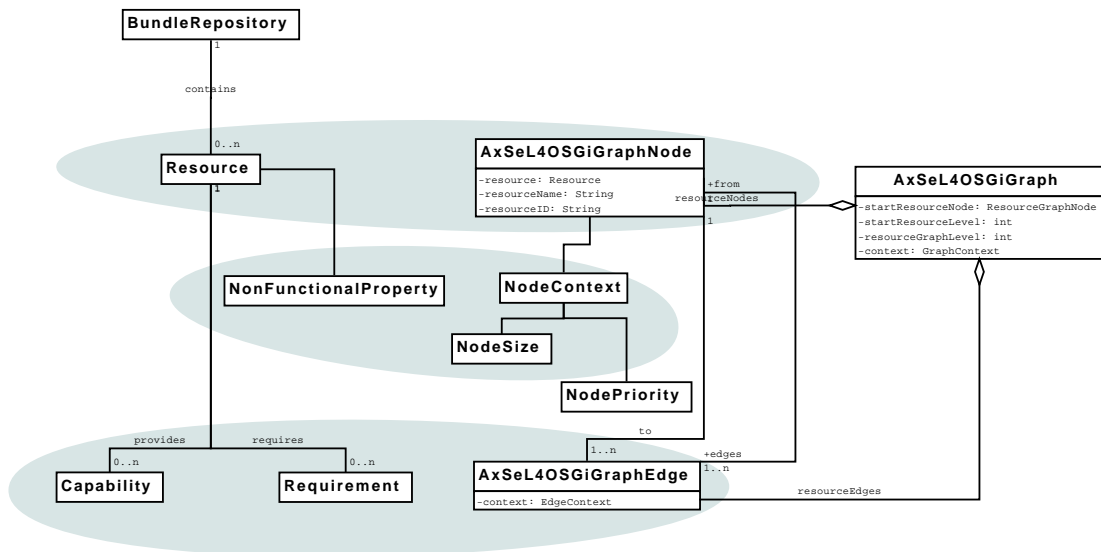 BundleRepository
1
contains
0..n
Resource
1
AxSeL4OSGiGraphNode
-resource: Resource
-resourceName: String
-resourceID: String
+from
1
resourceNodes
1
AxSeL4OSGiGraph
-startResourceNode: ResourceGraphNode
-startResourceLevel: int
-resourceGraphLevel: int
-context: GraphContext
NonFunctionalProperty
NodeContext
NodeSize
NodePriority
provides
requires
0..n
0..n
Capability
Requirement
to
1..n
+edges
1..n
AxSeL4OSGiGraphEdge
-context: EdgeContext
resourceEdges